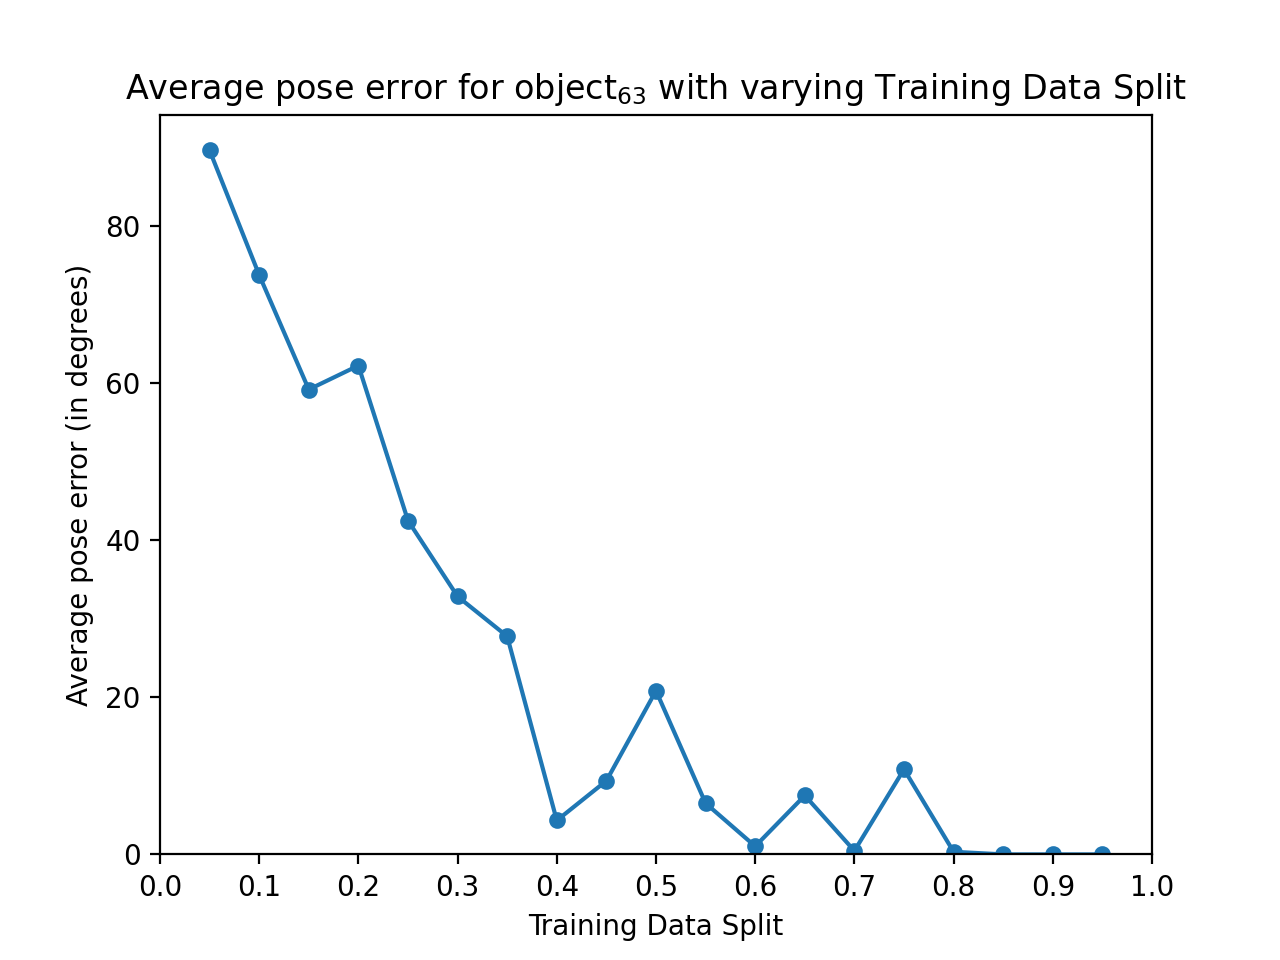 Average pose error for object₆₃ with varying Training Data Split
Average pose error (in degrees)
80
60
40
20
0
0.0 0.1 0.2 0.3 0.4 0.5 0.6 0.7 0.8 0.9 1.0
Training Data Split